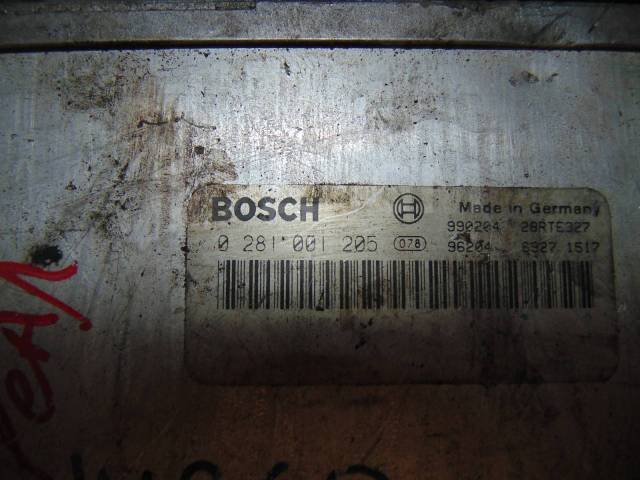 BOSCH Made in Germany
990204 28RTE327
0 281 001 205 078 96204 6927 1517